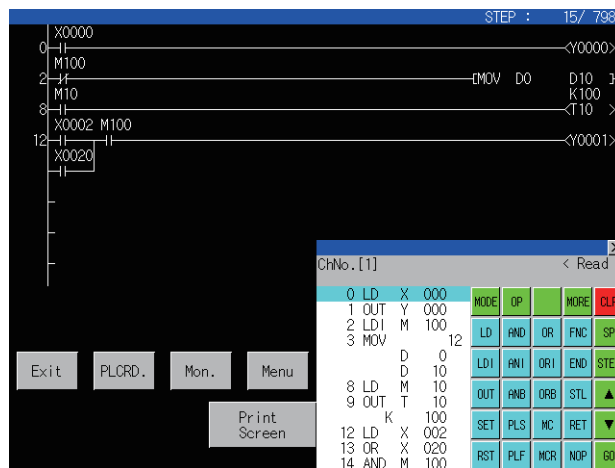 STEP : 15/ 798
X0000
0 <Y0000>
M100
2 [MOV D0 D10 ]
M10 K100
8 <T10 >
X0002 M100
12 <Y0001>
X0020
ChNo.[1] < Read
0 LD X 000
1 OUT Y 000
2 LDI M 100
3 MOV 12
D 0
D 10
8 LD M 10
9 OUT T 10
K 100
12 LD X 002
13 OR X 020
14 AND M 100
MODE OP MORE CLR
LD AND OR FNC SP
LDI ANI ORI END STE
OUT ANB ORB STL ▲
SET PLS MC RET ▼
RST PLF MCR NOP GO
Exit PLCRD. Mon. Menu
Print
Screen